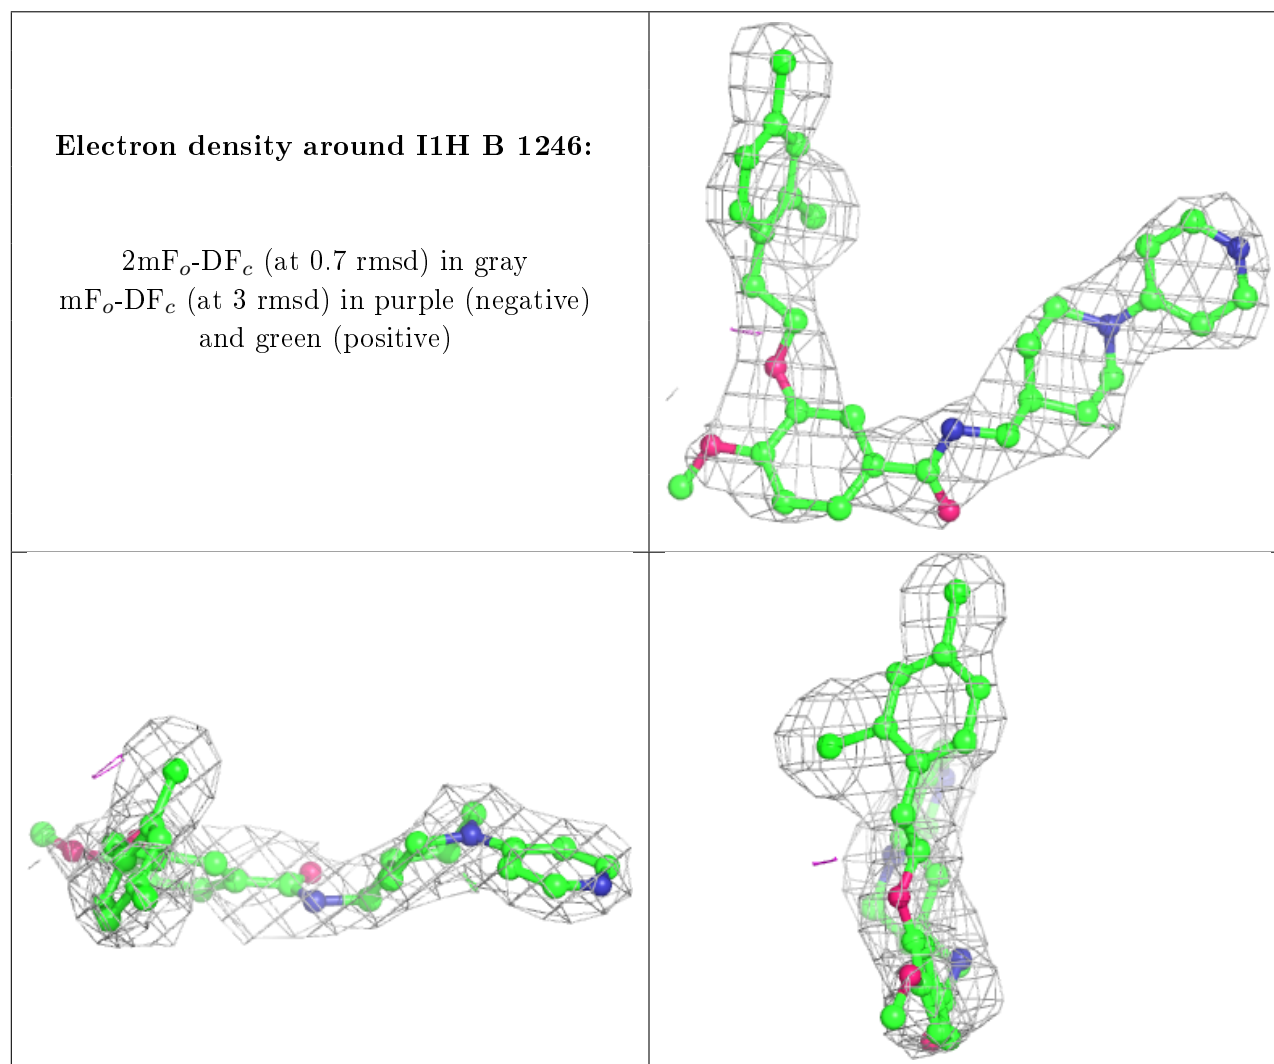 Electron density around I1H B 1246:
2mFo-DFc (at 0.7 rmsd) in gray
mFo-DFc (at 3 rmsd) in purple (negative)
and green (positive)